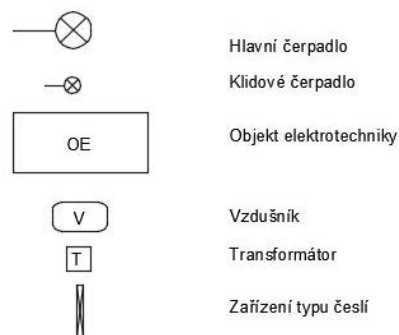 Hlavní čerpadlo
Klidové čerpadlo
OE
Objekt elektrotechniky
V
Vzdušník
T
Transformátor
Zařízení typu česlí